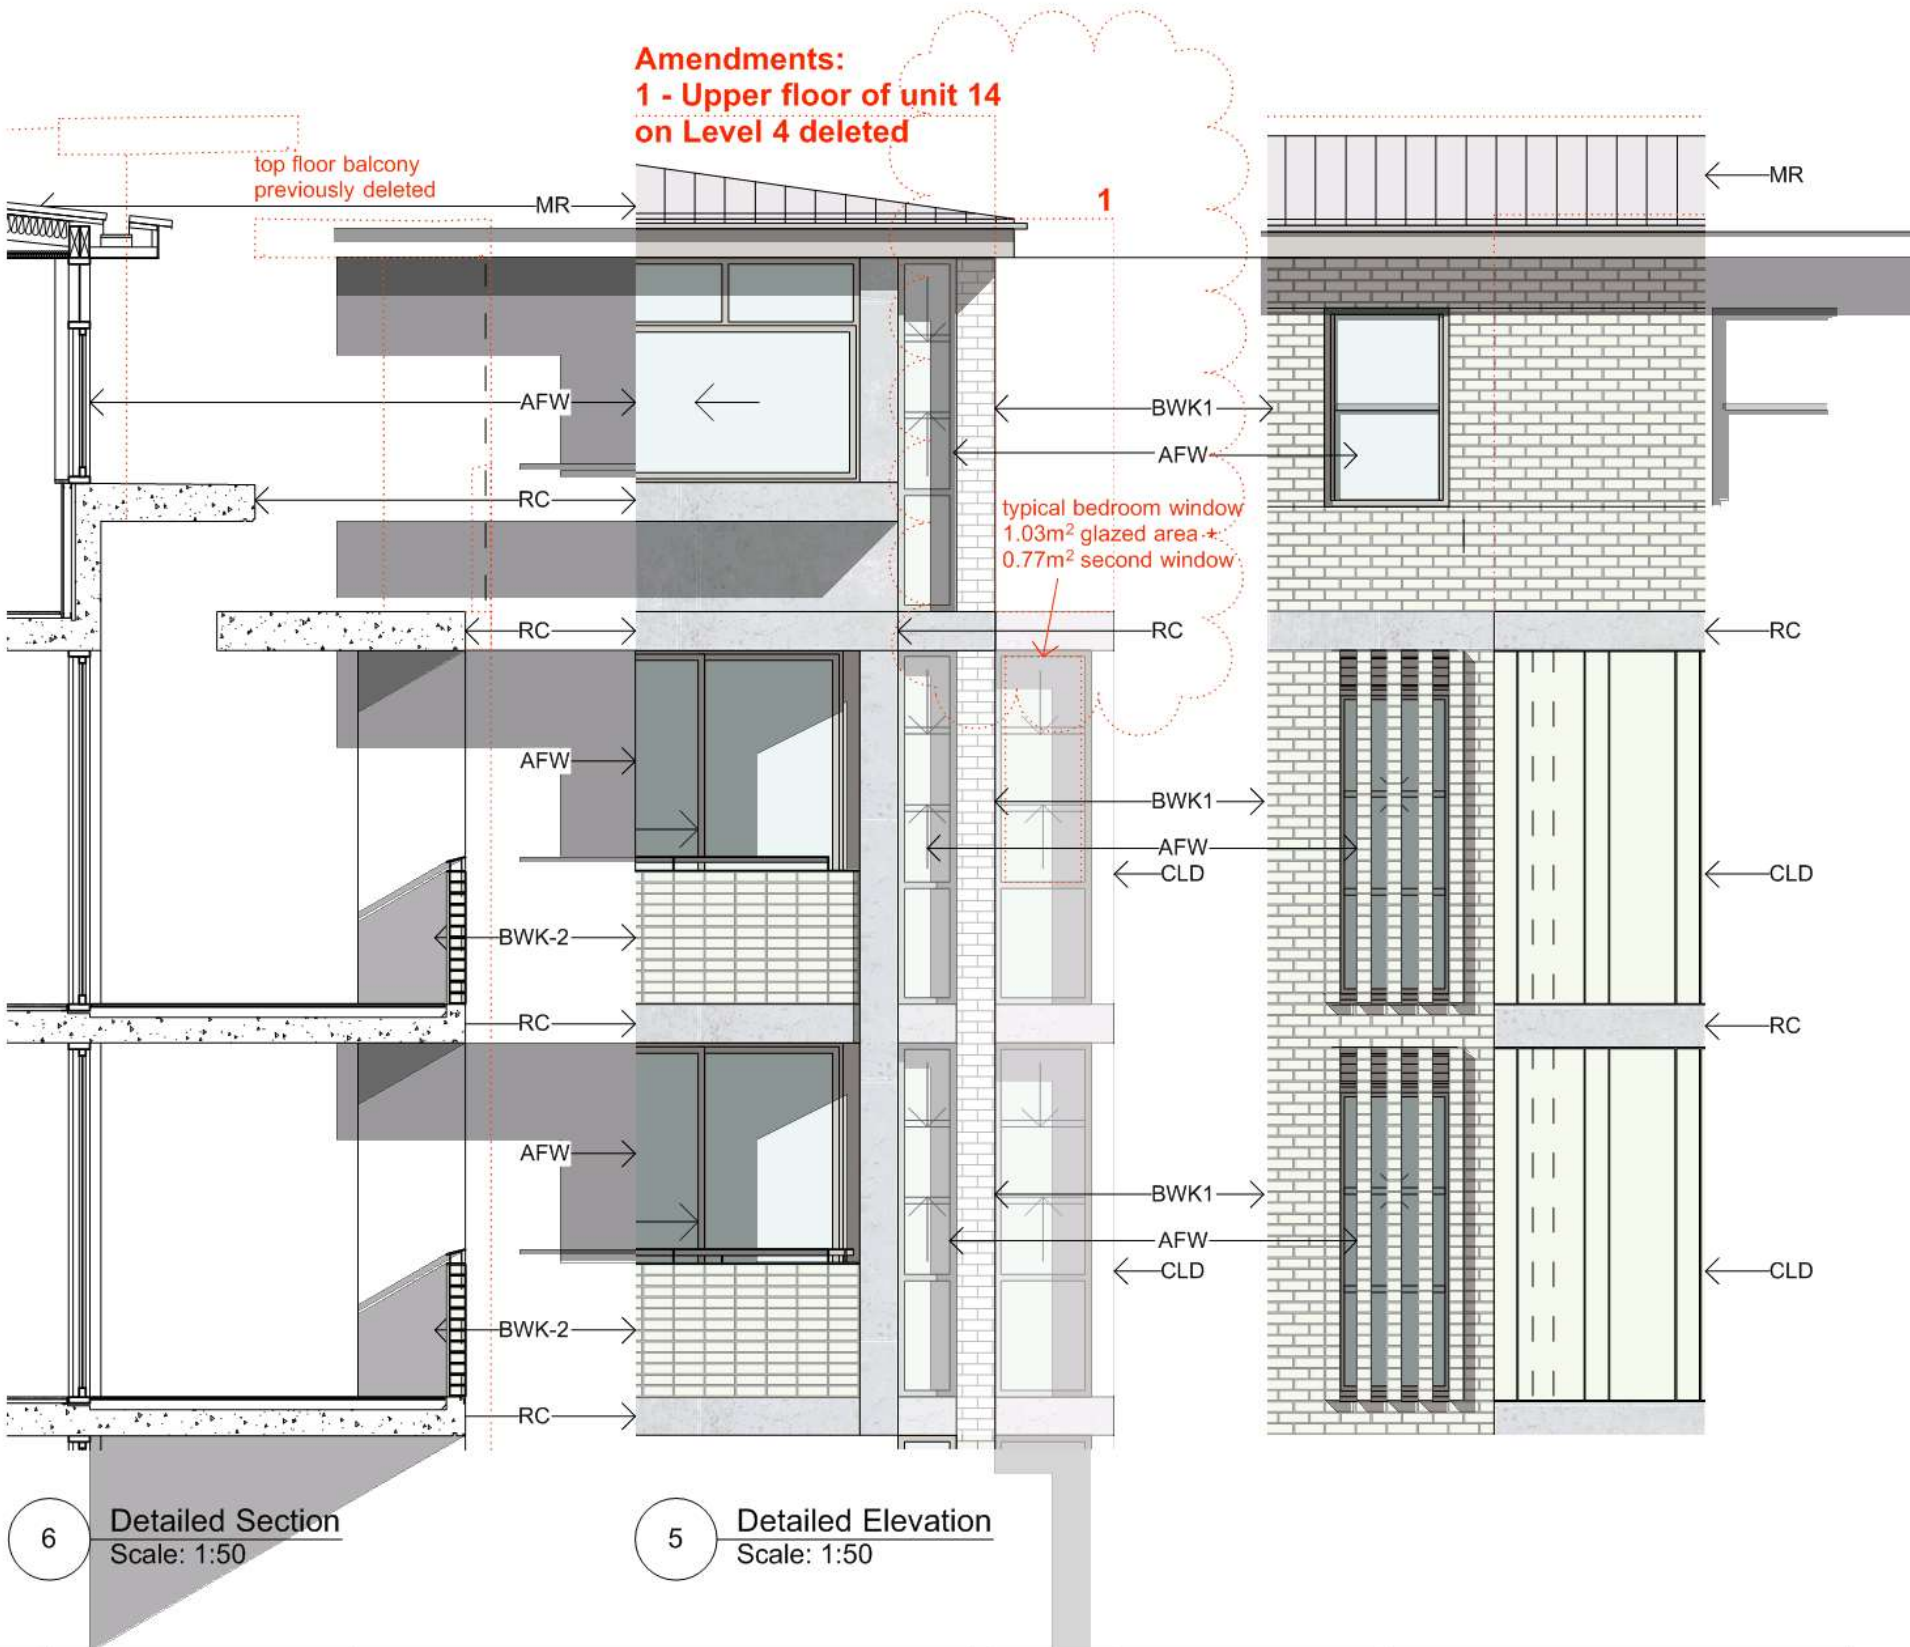 Amendments:
1 - Upper floor of unit 14
on Level 4 deleted
top floor balcony
previously deleted
MR
1
MR
AFW
BWK1
AFW
RC
typical bedroom window
1.03m² glazed area +
0.77m² second window
RC
RC
RC
AFW
BWK1
AFW
CLD
CLD
BWK-2
RC
RC
AFW
BWK1
AFW
CLD
CLD
BWK-2
RC
6
Detailed Section
Scale: 1:50
5
Detailed Elevation
Scale: 1:50